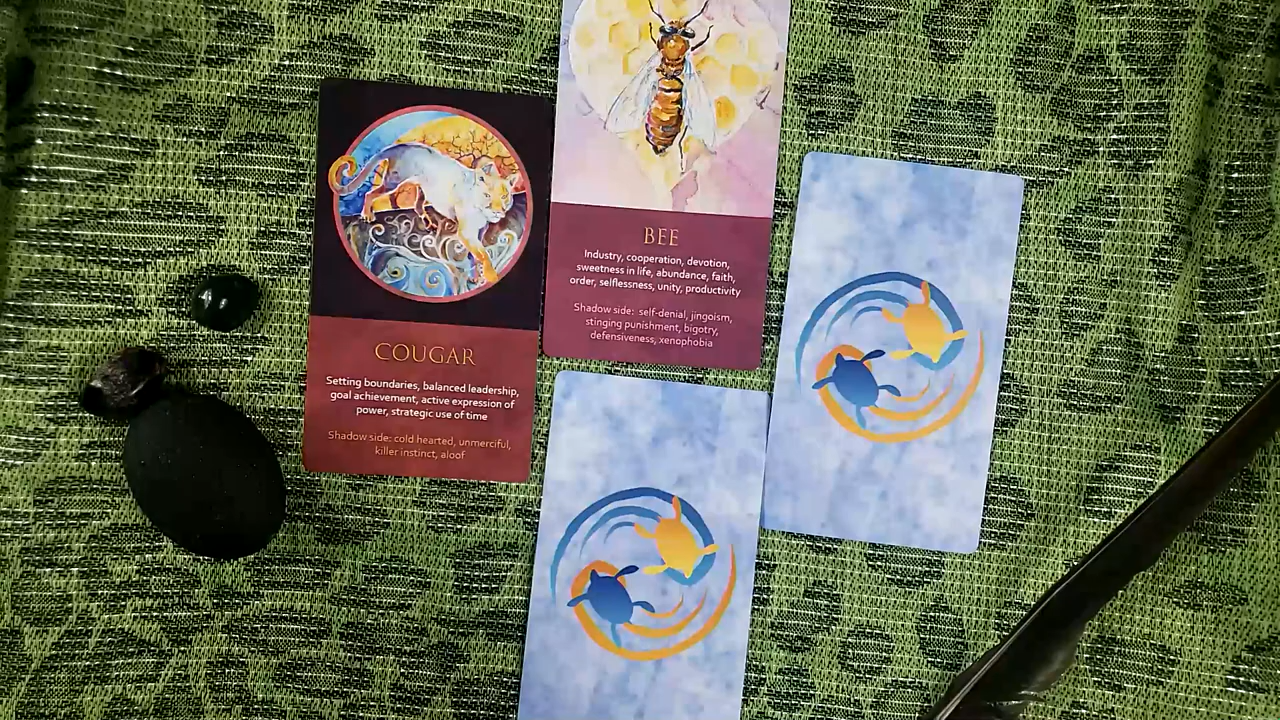 COUGAR
Setting boundaries, balanced leadership,
goal achievement, active expression of
power, strategic use of time
Shadow side: cold hearted, unmerciful,
killer instinct, aloof
BEE
Industry, cooperation, devotion,
sweetness in life, abundance, faith,
order, selflessness, unity, productivity
Shadow side: self-denial, jingoism,
stinging punishment, bigotry,
defensiveness, xenophobia